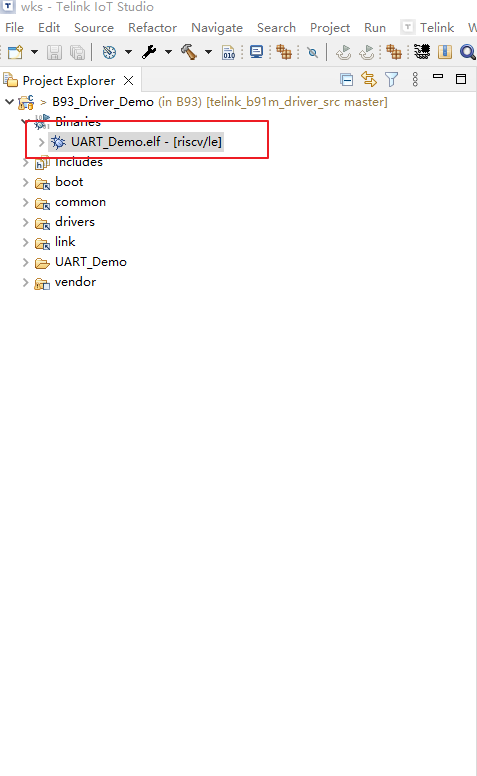 wks - Telink IoT Studio
File Edit Source Refactor Navigate Search Project Run Telink W
Project Explorer
> B93_Driver_Demo (in B93) [telink_b91m_driver_src master]
Binaries
UART_Demo.elf - [riscv/le]
Includes
boot
common
drivers
link
UART_Demo
vendor